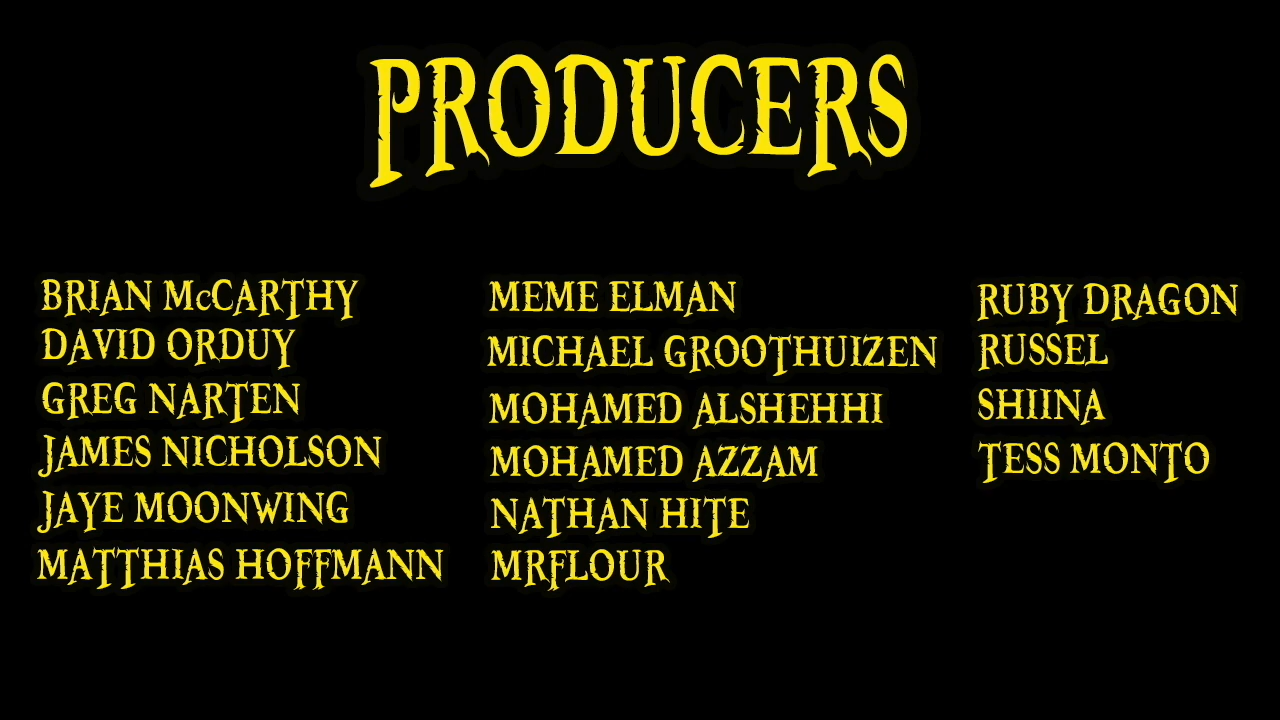 PRODUCERS
BRIAN McCARTHY
DAVID ORDUY
GREG NARTEN
JAMES NICHOLSON
JAYE MOONWING
MATTHIAS HOFFMANN
MEME ELMAN
MICHAEL GROOTHUIZEN
MOHAMED ALSHEHHI
MOHAMED AZZAM
NATHAN HITE
MRFLOUR
RUBY DRAGON
RUSSEL
SHIINA
TESS MONTO